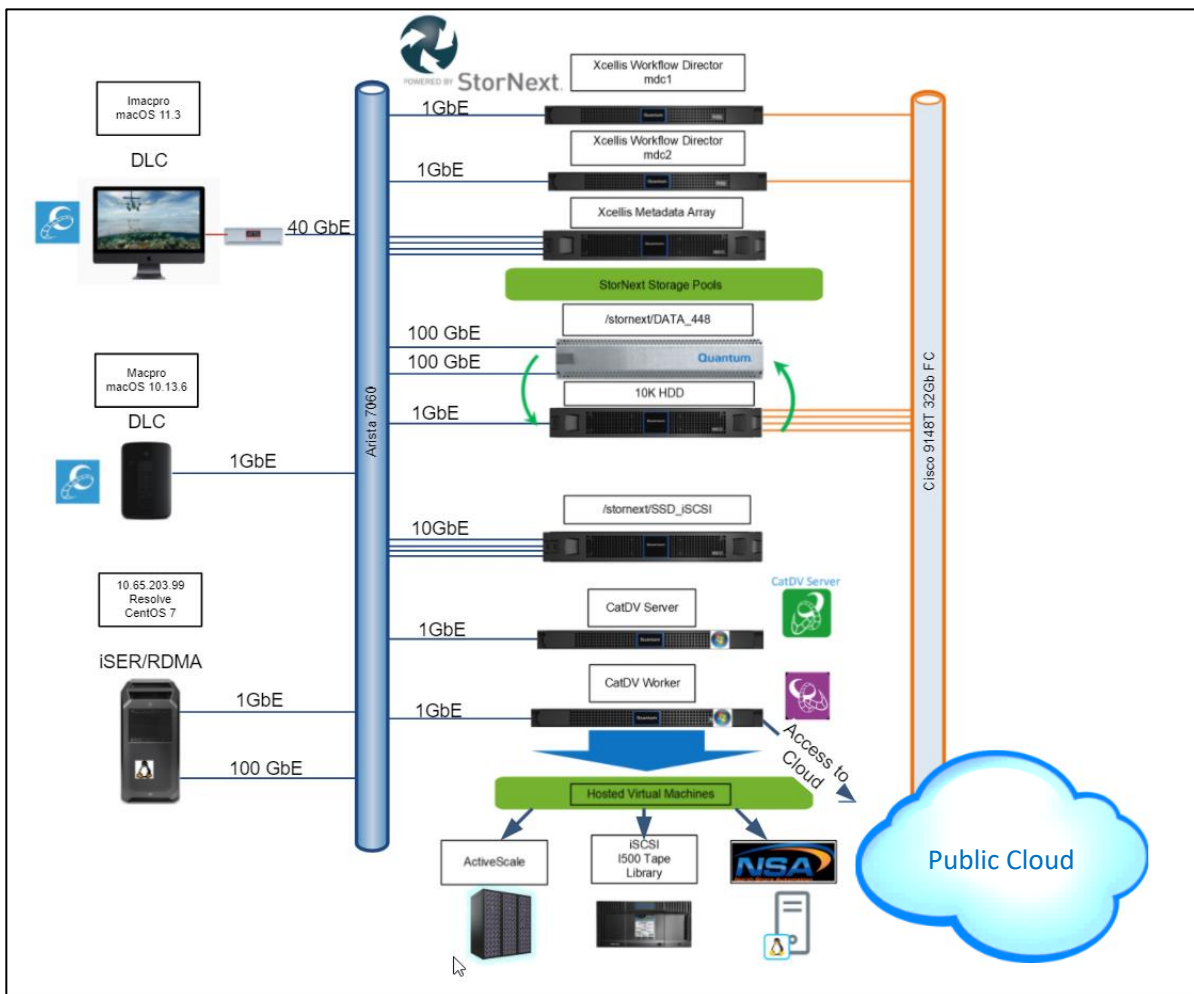 POWERED BY StorNext
Xcellis Workflow Director
mdc1
1GbE
Xcellis Workflow Director
mdc2
1GbE
Xcellis Metadata Array
StorNext Storage Pools
/stornext/DATA_448
100 GbE
100 GbE
Quantum
10K HDD
1GbE
/stornext/SSD_iSCSI
10GbE
CatDV Server
CatDV Server
1GbE
Quantum
CatDV Worker
1GbE
Quantum
Access to
Cloud
Hosted Virtual Machines
ActiveScale
iSCSI
I500 Tape
Library
NSA
Public Cloud
Imacpro
macOS 11.3
DLC
40 GbE
Macpro
macOS 10.13.6
DLC
1GbE
10.65.203.99
Resolve
CentOS 7
iSER/RDMA
1GbE
100 GbE
Arista 7060
Cisco 9148T 32Gb FC